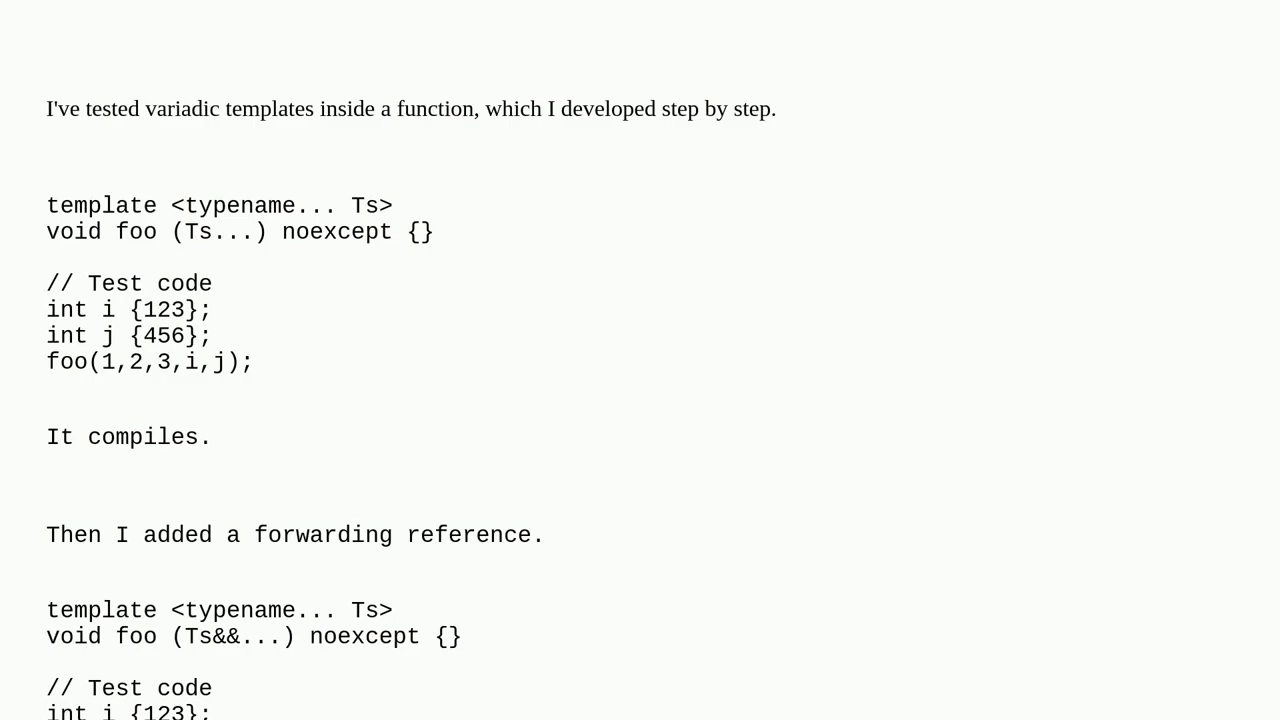 I've tested variadic templates inside a function, which I developed step by step.
template <typename... Ts>
void foo (Ts...) noexcept {}
// Test code
int i {123};
int j {456};
foo(1,2,3,i,j);
It compiles.
Then I added a forwarding reference.
template <typename... Ts>
void foo (Ts&&...) noexcept {}
// Test code
int i {123};